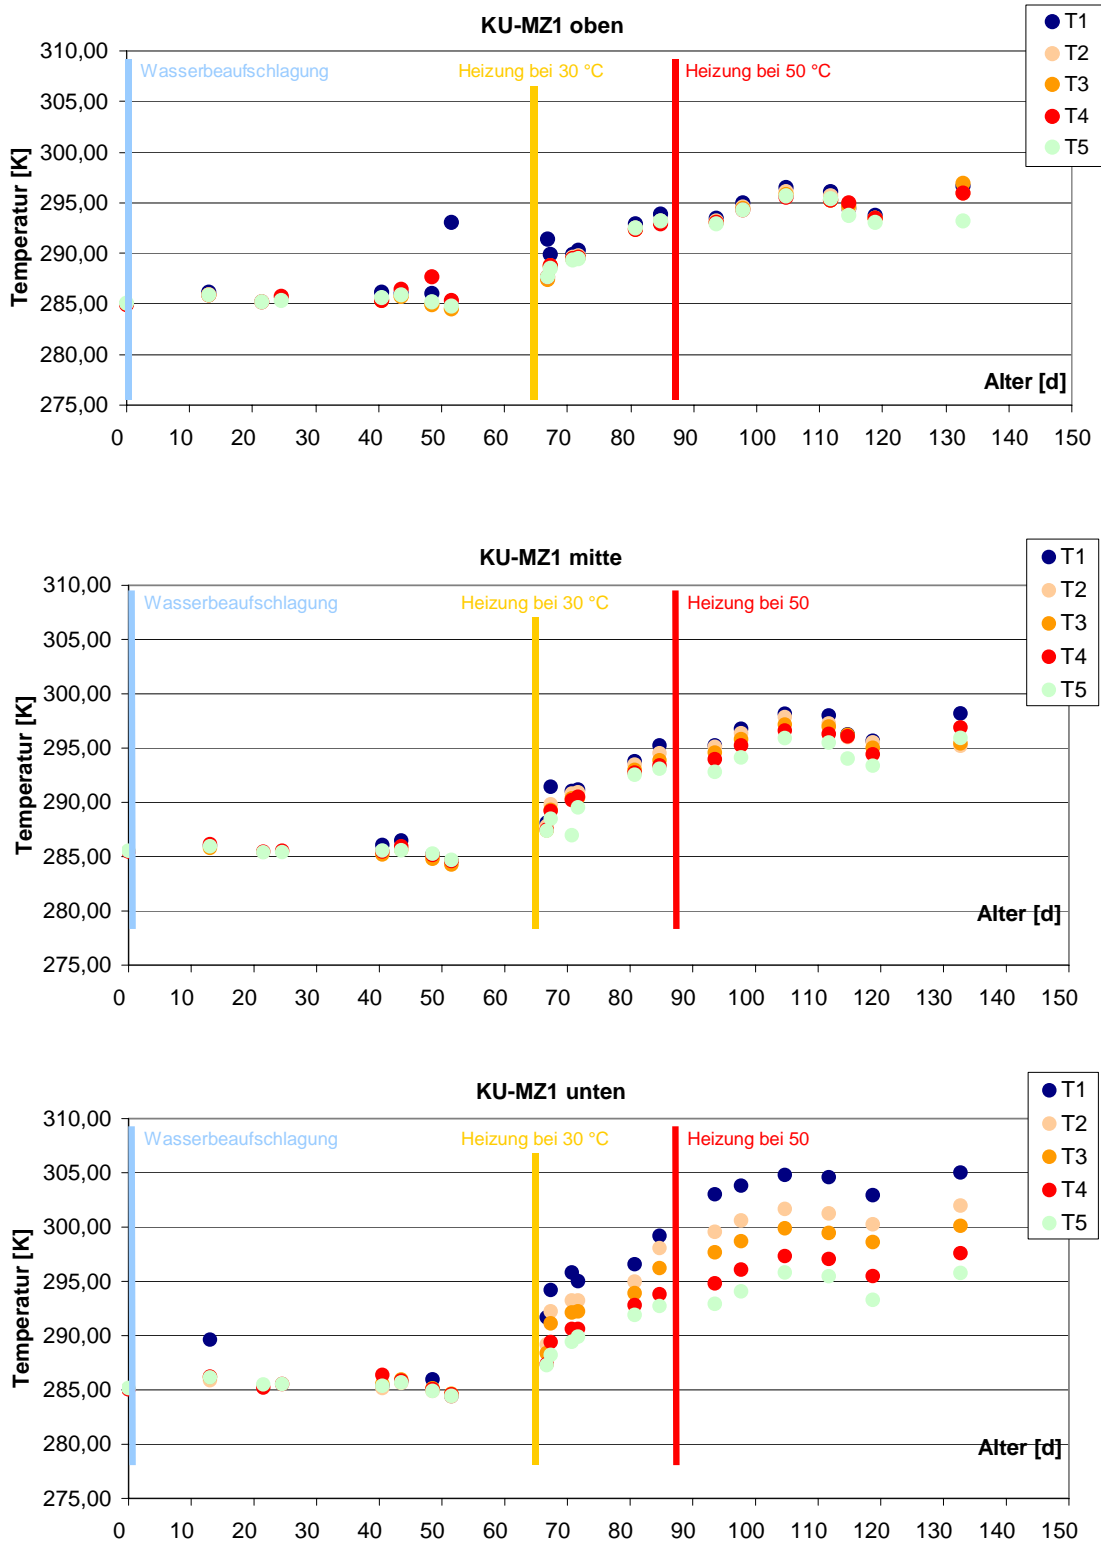 KU-MZ1 oben
T1
T2
T3
T4
T5
Wasserbeaufschlagung
Heizung bei 30 °C
Heizung bei 50 °C
Temperatur [K]
310,00
305,00
300,00
295,00
290,00
285,00
280,00
275,00
Alter [d]
0 10 20 30 40 50 60 70 80 90 100 110 120 130 140 150
KU-MZ1 mitte
T1
T2
T3
T4
T5
Wasserbeaufschlagung
Heizung bei 30 °C
Heizung bei 50
Temperatur [K]
310,00
305,00
300,00
295,00
290,00
285,00
280,00
275,00
Alter [d]
0 10 20 30 40 50 60 70 80 90 100 110 120 130 140 150
KU-MZ1 unten
T1
T2
T3
T4
T5
Wasserbeaufschlagung
Heizung bei 30 °C
Heizung bei 50
Temperatur [K]
310,00
305,00
300,00
295,00
290,00
285,00
280,00
275,00
Alter [d]
0 10 20 30 40 50 60 70 80 90 100 110 120 130 140 150